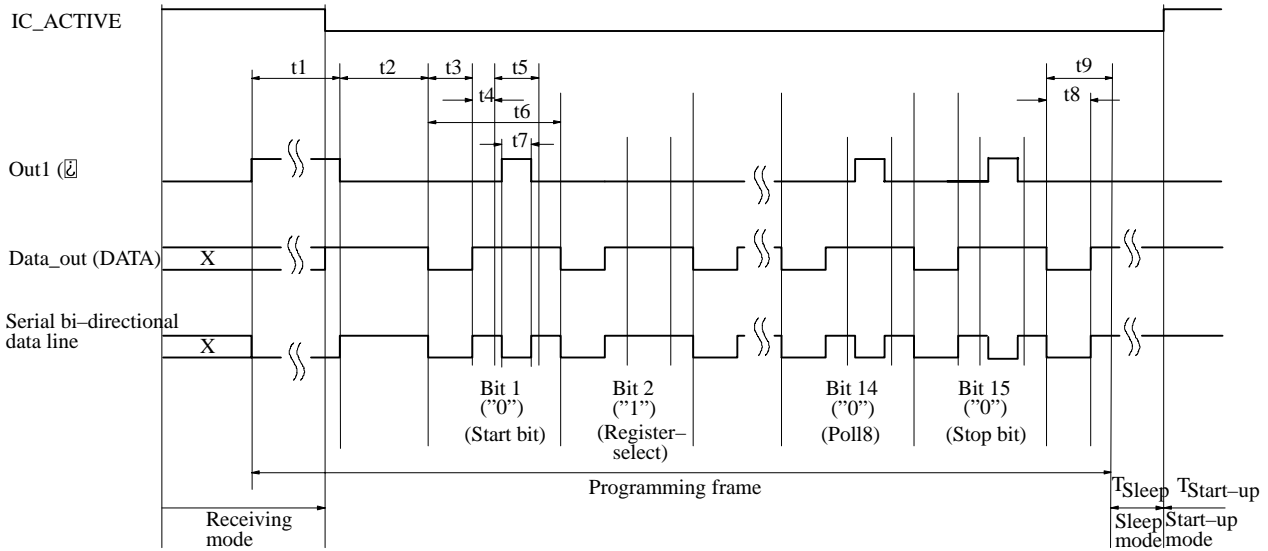 IC_ACTIVE
t1
t2
t3
t5
t9
t4
t6
t8
t7
Out1 (
Data_out (DATA)
X
Serial bi–directional
data line
X
Bit 1
("0")
(Start bit)
Bit 2
("1")
(Register–
select)
Bit 14
("0")
(Poll8)
Bit 15
("0")
(Stop bit)
Programming frame
TSleep
TStart–up
Receiving
mode
Sleep
mode
Start–up
mode